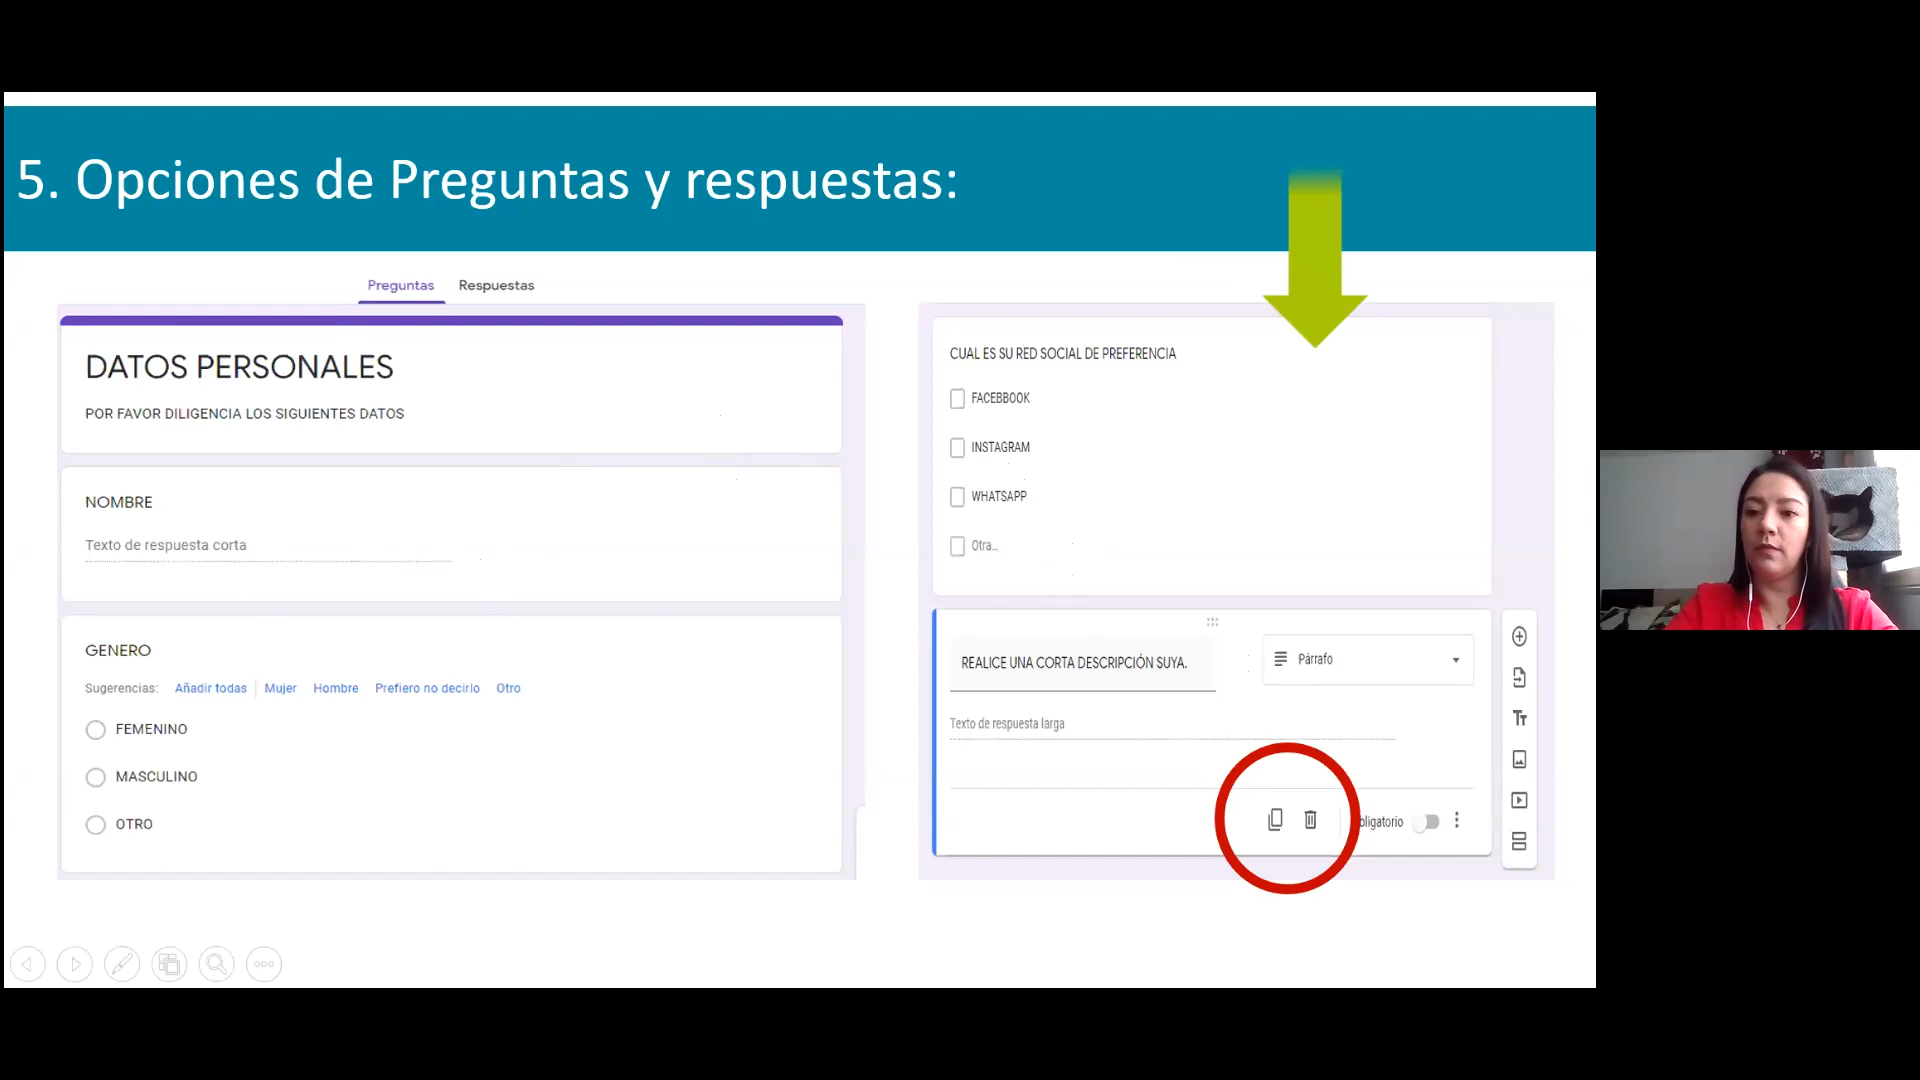 5. Opciones de Preguntas y respuestas:
Preguntas Respuestas
DATOS PERSONALES
POR FAVOR DILIGENCIA LOS SIGUIENTES DATOS
NOMBRE
Texto de respuesta corta
GENERO
Sugerencias: Añadir todas Mujer Hombre Prefiero no decirlo Otro
FEMENINO
MASCULINO
OTRO
CUAL ES SU RED SOCIAL DE PREFERENCIA
FACEBBOOK
INSTAGRAM
WHATSAPP
Otra...
REALICE UNA CORTA DESCRIPCIÓN SUYA.
Párrafo
Texto de respuesta larga
bligatorio
Tт